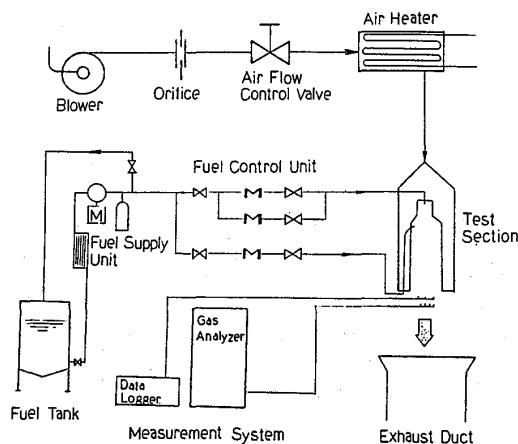 Air Heater
Blower
Orifice
Air Flow
Control Valve
Fuel Control Unit
M
Fuel Supply
Unit
Test
Section
Gas
Analyzer
Data
Logger
Fuel Tank
Measurement System
Exhaust Duct